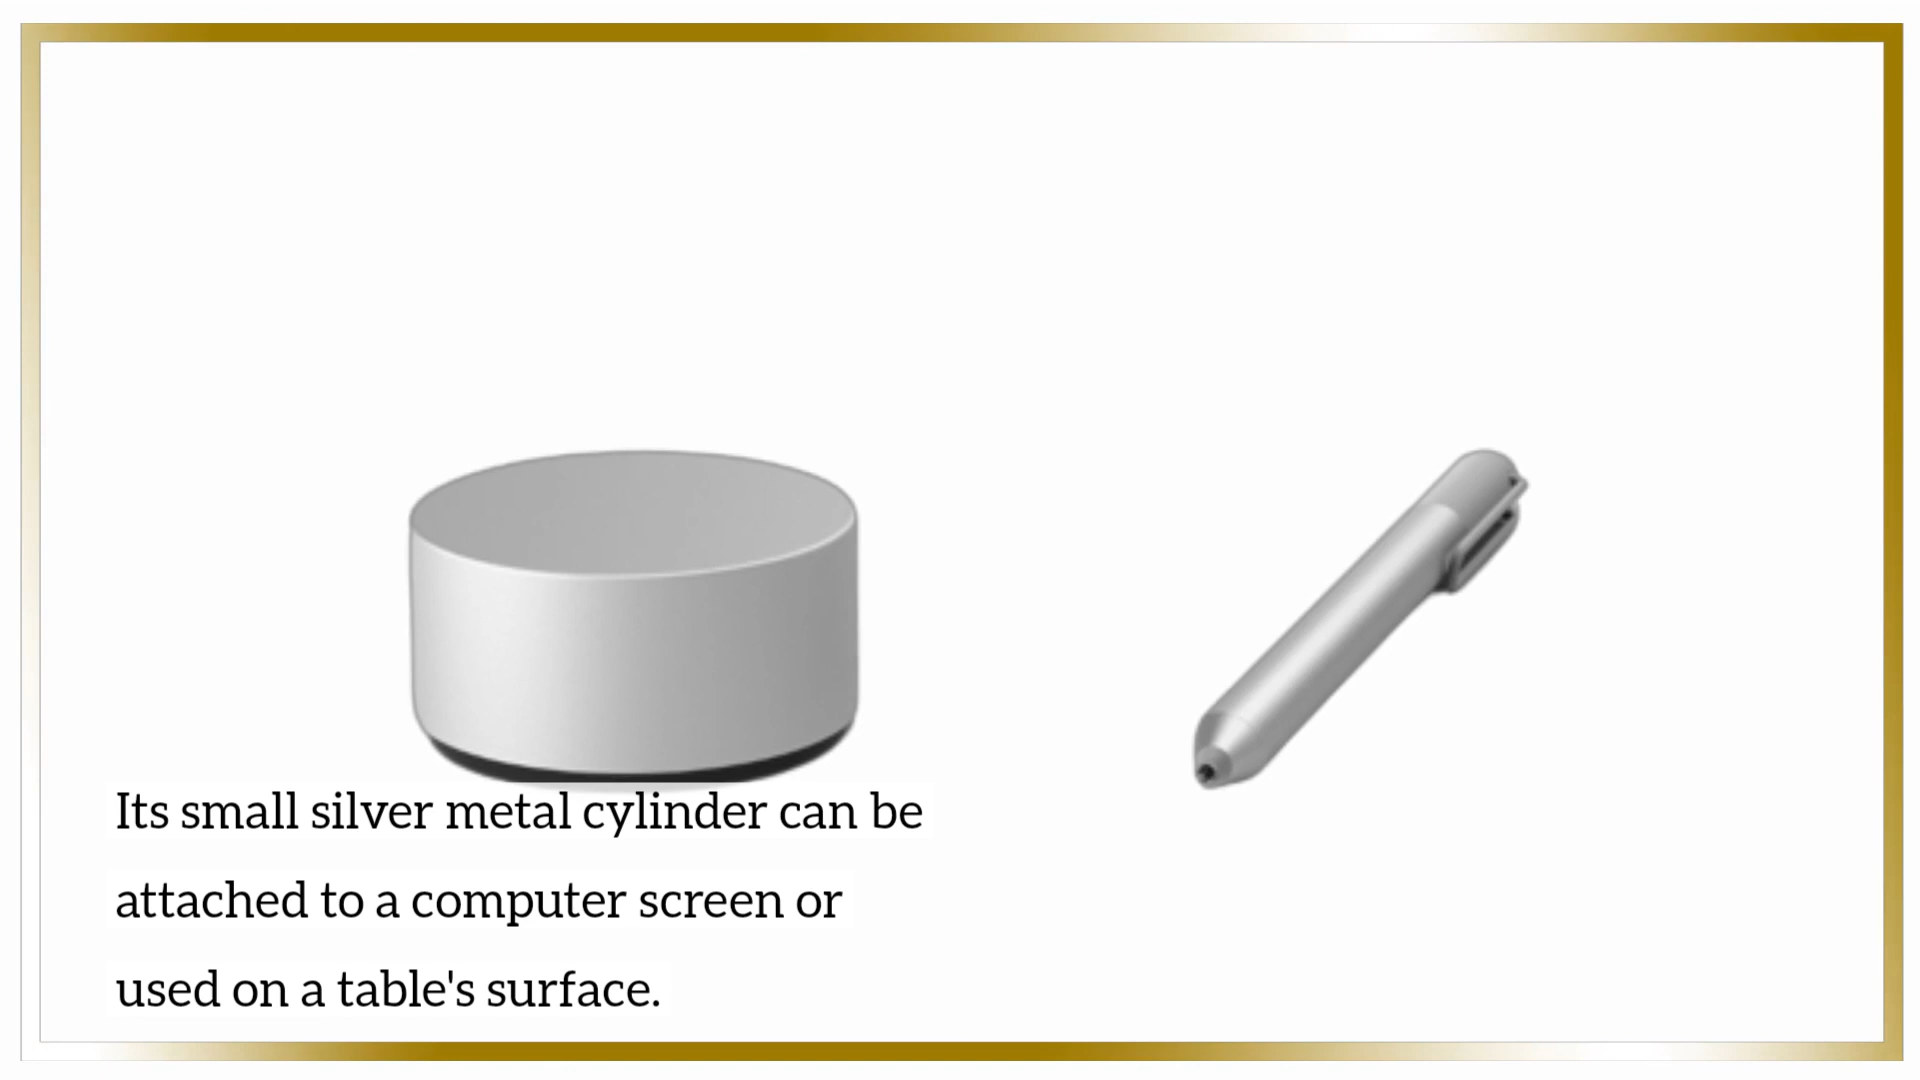 Its small silver metal cylinder can be
attached to a computer screen or
used on a table's surface.